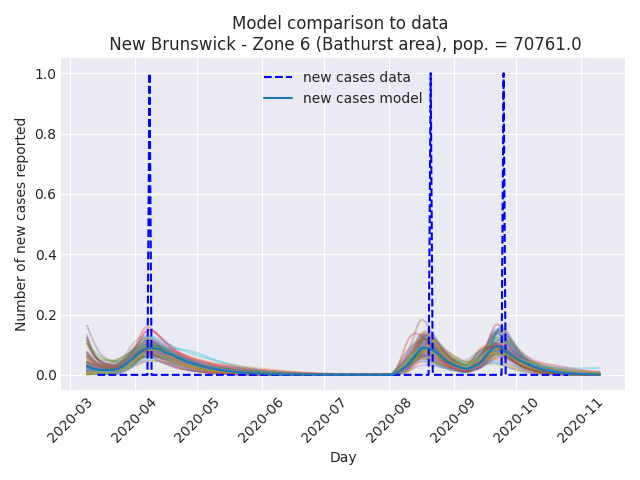 Model comparison to data
New Brunswick - Zone 6 (Bathurst area), pop. = 70761.0
new cases data
new cases model
Number of new cases reported
1.0
0.8
0.6
0.4
0.2
0.0
2020-03
2020-04
2020-05
2020-06
2020-07
2020-08
2020-09
2020-10
2020-11
Day